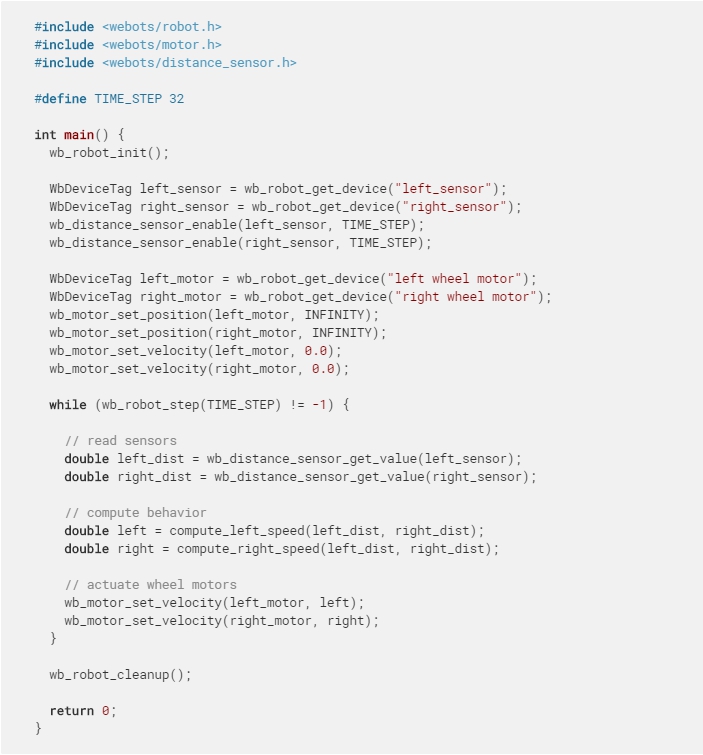 #include <webots/robot.h>
#include <webots/motor.h>
#include <webots/distance_sensor.h>

#define TIME_STEP 32

int main() {
  wb_robot_init();

  WbDeviceTag left_sensor = wb_robot_get_device("left_sensor");
  WbDeviceTag right_sensor = wb_robot_get_device("right_sensor");
  wb_distance_sensor_enable(left_sensor, TIME_STEP);
  wb_distance_sensor_enable(right_sensor, TIME_STEP);

  WbDeviceTag left_motor = wb_robot_get_device("left wheel motor");
  WbDeviceTag right_motor = wb_robot_get_device("right wheel motor");
  wb_motor_set_position(left_motor, INFINITY);
  wb_motor_set_position(right_motor, INFINITY);
  wb_motor_set_velocity(left_motor, 0.0);
  wb_motor_set_velocity(right_motor, 0.0);

  while (wb_robot_step(TIME_STEP) != -1) {

    // read sensors
    double left_dist = wb_distance_sensor_get_value(left_sensor);
    double right_dist = wb_distance_sensor_get_value(right_sensor);

    // compute behavior
    double left = compute_left_speed(left_dist, right_dist);
    double right = compute_right_speed(left_dist, right_dist);

    // actuate wheel motors
    wb_motor_set_velocity(left_motor, left);
    wb_motor_set_velocity(right_motor, right);
  }

  wb_robot_cleanup();

  return 0;
}